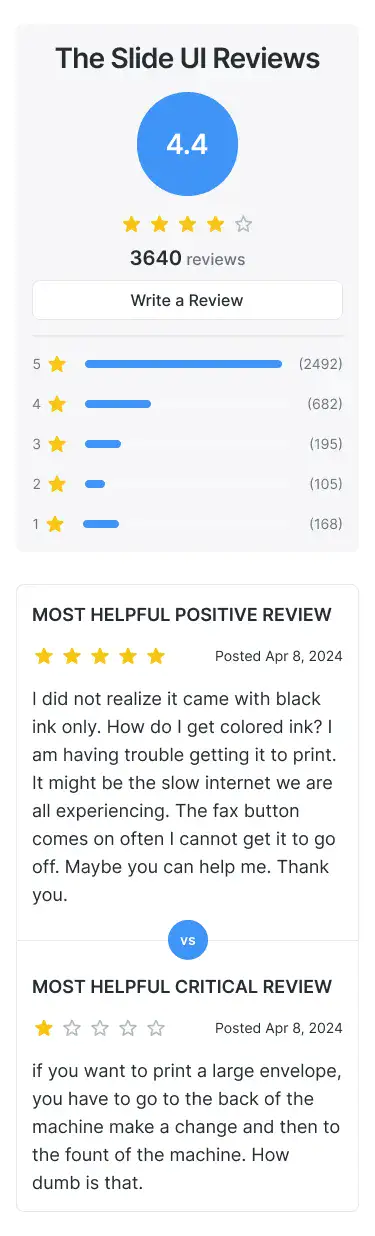 The Slide UI Reviews
4.4
3640 reviews
Write a Review
5 (2492)
4 (682)
3 (195)
2 (105)
1 (168)
MOST HELPFUL POSITIVE REVIEW
Posted Apr 8, 2024
I did not realize it came with black
ink only. How do I get colored ink? I
am having trouble getting it to print.
It might be the slow internet we are
all experiencing. The fax button
comes on often I cannot get it to go
off. Maybe you can help me. Thank
you.
vs
MOST HELPFUL CRITICAL REVIEW
Posted Apr 8, 2024
if you want to print a large envelope,
you have to go to the back of the
machine make a change and then to
the fount of the machine. How
dumb is that.